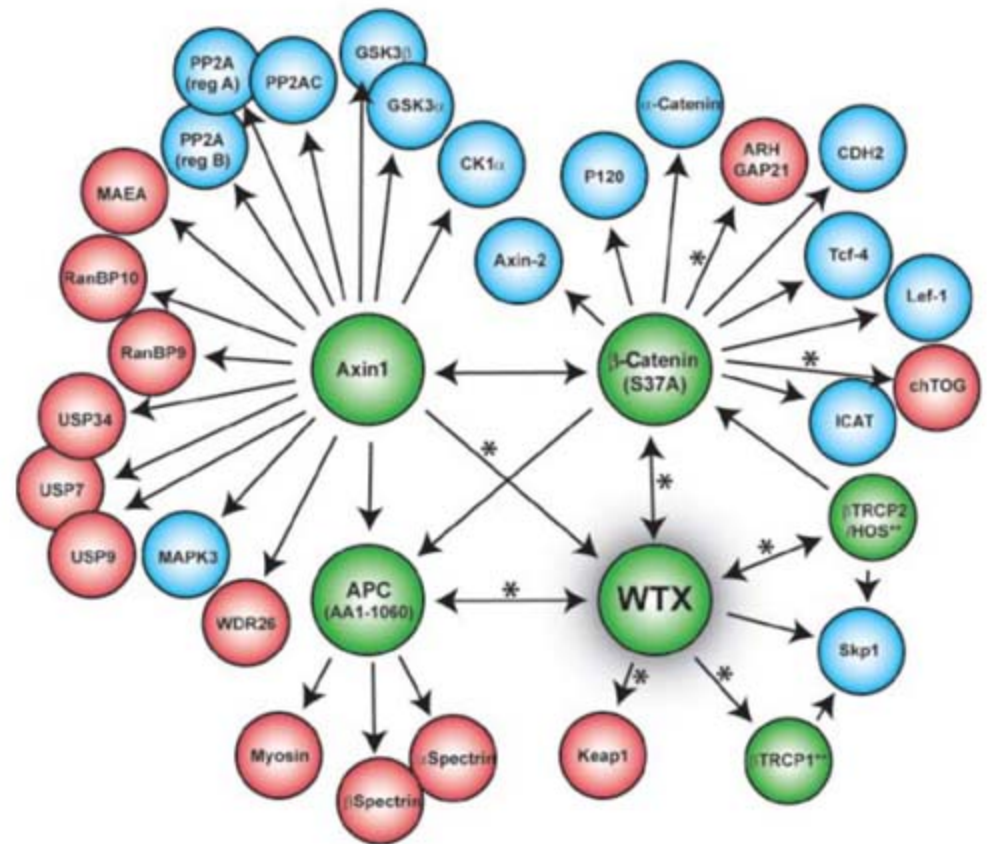 GSK3β
PP2A
(reg A)
PP2AC
GSK3α
α-Catenin
PP2A
(reg B)
ARH
GAP21
CDH2
CK1α
P120
MAEA
Axin-2
Tcf-4
RanBP10
Lef-1
*
RanBP9
Axin1
β-Catenin
(S37A)
*
chTOG
USP34
ICAT
*
USP7
*
βTRCP2
/HOS**
USP9
MAPK3
*
APC
(AA1-1060)
*
WTX
WDR26
Skp1
*
*
Myosin
αSpectrin
Keap1
βTRCP1**
βSpectrin